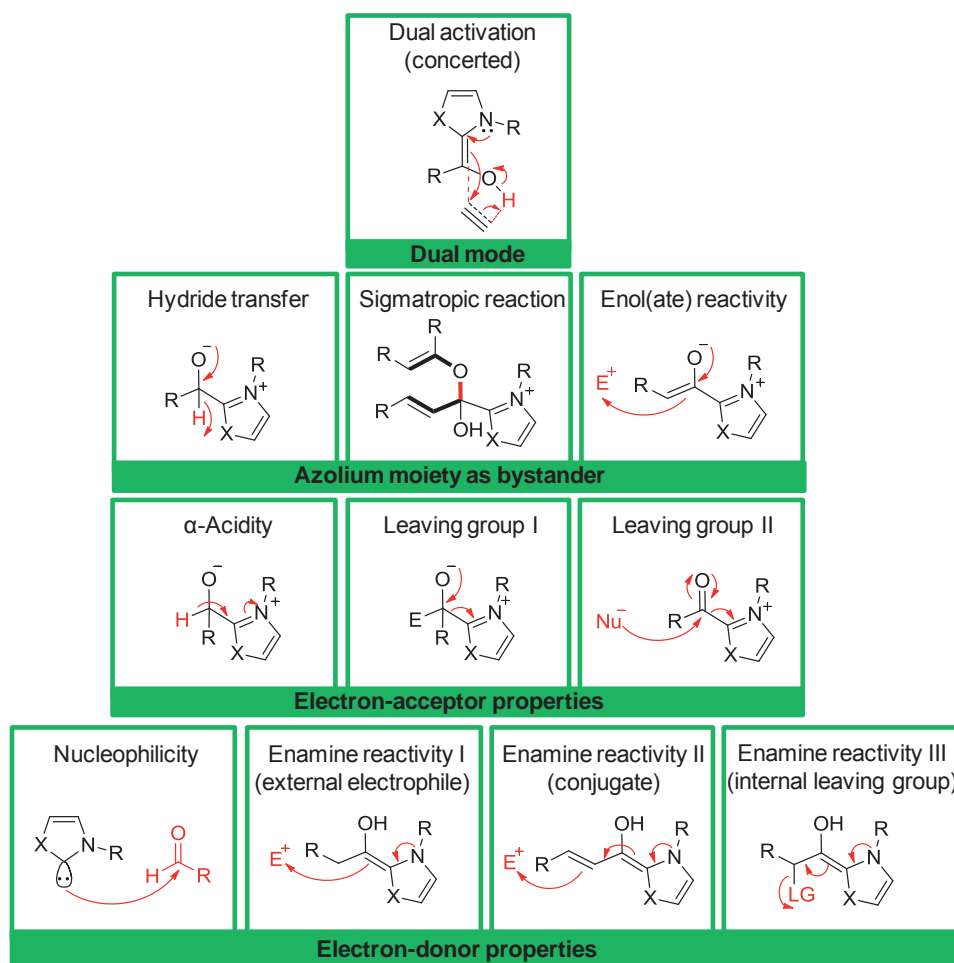 Dual activation
(concerted)
X
N
R
R
O
H
Dual mode
Hydride transfer
Sigmatropic reaction
Enol(ate) reactivity
O−
R
N+
R
H
X
R
R
O
R
R
N+
OH
X
O−
R
E+
N+
R
X
Azolium moiety as bystander
α-Acidity
Leaving group I
Leaving group II
O−
R
H
N+
R
X
O−
R
E
N+
R
X
O
R
R
N+
Nu−
X
Electron-acceptor properties
Nucleophilicity
Enamine reactivity I
(external electrophile)
Enamine reactivity II
(conjugate)
Enamine reactivity III
(internal leaving group)
X
N
R
O
H
R
OH
R
E+
R
N
X
OH
R
E+
N
R
X
OH
R
R
N
LG
X
Electron-donor properties